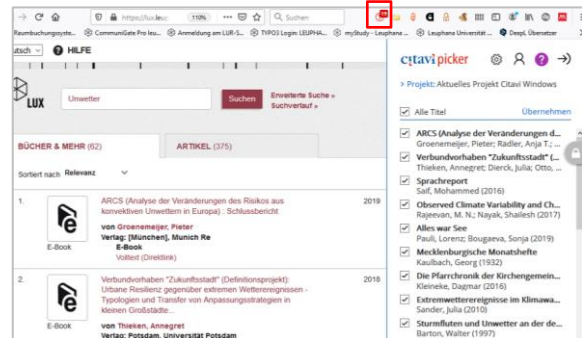 https://lux.leu
110%
Suchen
Raumbuchungssyste...
CommuniGate Pro leu...
Anmeldung am LUR-S...
TYPO3 Login: LEUPHA...
myStudy - Leuphana ...
Leuphana Universität ...
DeepL Übersetzer
utsch
HILFE
LUX
Unwetter
Suchen
Erweiterte Suche »
Suchverlauf »
BÜCHER & MEHR (62)
ARTIKEL (375)
Sortiert nach Relevanz
1.
ARCS (Analyse der Veränderungen des Risikos aus
konvektiven Unwettern in Europa) : Schlussbericht
2019
von Groenemeijer, Pieter
Verlag: [München], Munich Re
E-Book
Volltext (Direktlink)
E-Book
2.
Verbundvorhaben "Zukunftsstadt" (Definitionsprojekt):
Urbane Resilienz gegenüber extremen Wetterereignissen -
Typologien und Transfer von Anpassungsstrategien in
kleinen Großstädte...
2018
von Thieken, Annegret
Verlag: Potsdam, Universität Potsdam
E-Book
citavi picker
> Projekt: Aktuelles Projekt Citavi Windows
Alle Titel
Übernehmen
ARCS (Analyse der Veränderungen d...
Groenemeijer, Pieter; Rädler, Anja T.; ...
Verbundvorhaben "Zukunftsstadt" (...
Thieken, Annegret; Dierck, Julia; Otto, ...
Sprachreport
Saif, Mohammed (2016)
Observed Climate Variability and Ch...
Rajeevan, M. N.; Nayak, Shailesh (2017)
Alles war See
Pauli, Lorenz; Bougaeva, Sonja (2019)
Mecklenburgische Monatshefte
Kaulbach, Georg (1932)
Die Pfarrchronik der Kirchengemein...
Kleineke, Dagmar (2016)
Extremwetterereignisse im Klimawa...
Sander, Julia (2010)
Sturmfluten und Unwetter an der de...
Barton, Walter (1997)